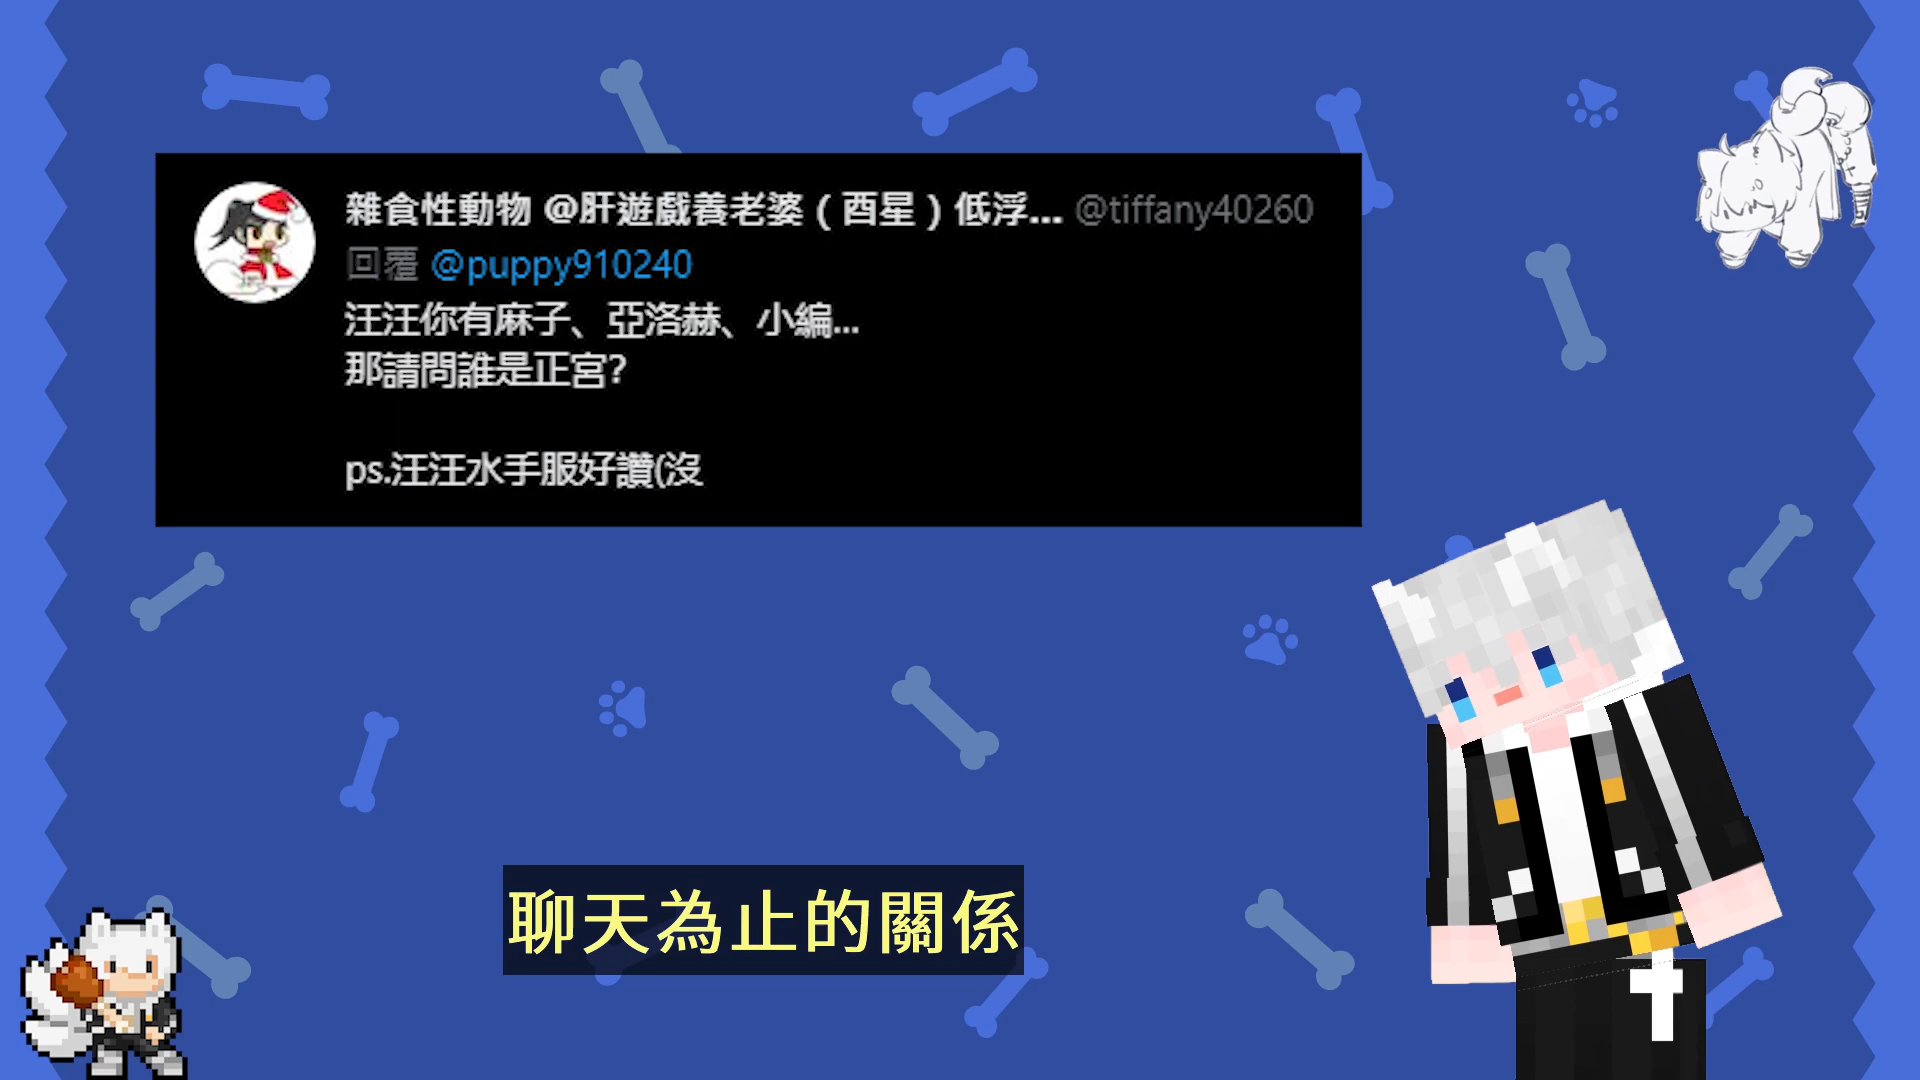 雜食性動物 @肝遊戲養老婆（酉星）低浮... @tiffany40260
回覆 @puppy910240
汪汪你有麻子、亞洛赫、小編...
那請問誰是正宮?
ps.汪汪水手服好讚(沒
聊天為止的關係